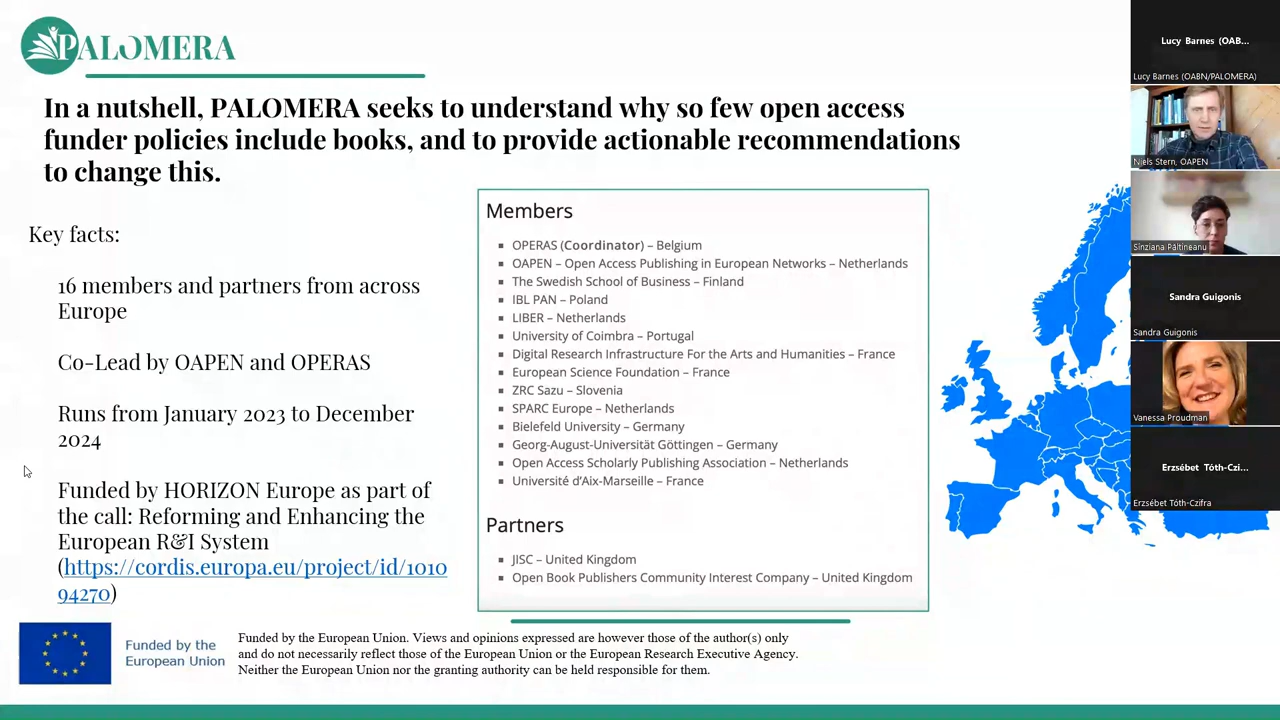 PALOMERA
In a nutshell, PALOMERA seeks to understand why so few open access
funder policies include books, and to provide actionable recommendations
to change this.
Key facts:
16 members and partners from across
Europe
Co-Lead by OAPEN and OPERAS
Runs from January 2023 to December
2024
Funded by HORIZON Europe as part of
the call: Reforming and Enhancing the
European R&I System
(https://cordis.europa.eu/project/id/1010
94270)
Members
OPERAS (Coordinator) – Belgium
OAPEN – Open Access Publishing in European Networks – Netherlands
The Swedish School of Business – Finland
IBL PAN – Poland
LIBER – Netherlands
University of Coimbra – Portugal
Digital Research Infrastructure For the Arts and Humanities – France
European Science Foundation – France
ZRC Sazu – Slovenia
SPARC Europe – Netherlands
Bielefeld University – Germany
Georg-August-Universität Göttingen – Germany
Open Access Scholarly Publishing Association – Netherlands
Université d’Aix-Marseille – France
Partners
JISC – United Kingdom
Open Book Publishers Community Interest Company – United Kingdom
Funded by the
European Union
Funded by the European Union. Views and opinions expressed are however those of the author(s) only
and do not necessarily reflect those of the European Union or the European Research Executive Agency.
Neither the European Union nor the granting authority can be held responsible for them.
Lucy Barnes (OAB...
Lucy Barnes (OABN/PALOMERA)
Niels Stern, OAPEN
Sînziana Păltineanu
Sandra Guigonis
Sandra Guigonis
Vanessa Proudman
Erzsébet Tóth-Czi...
Erzsébet Tóth-Czifra